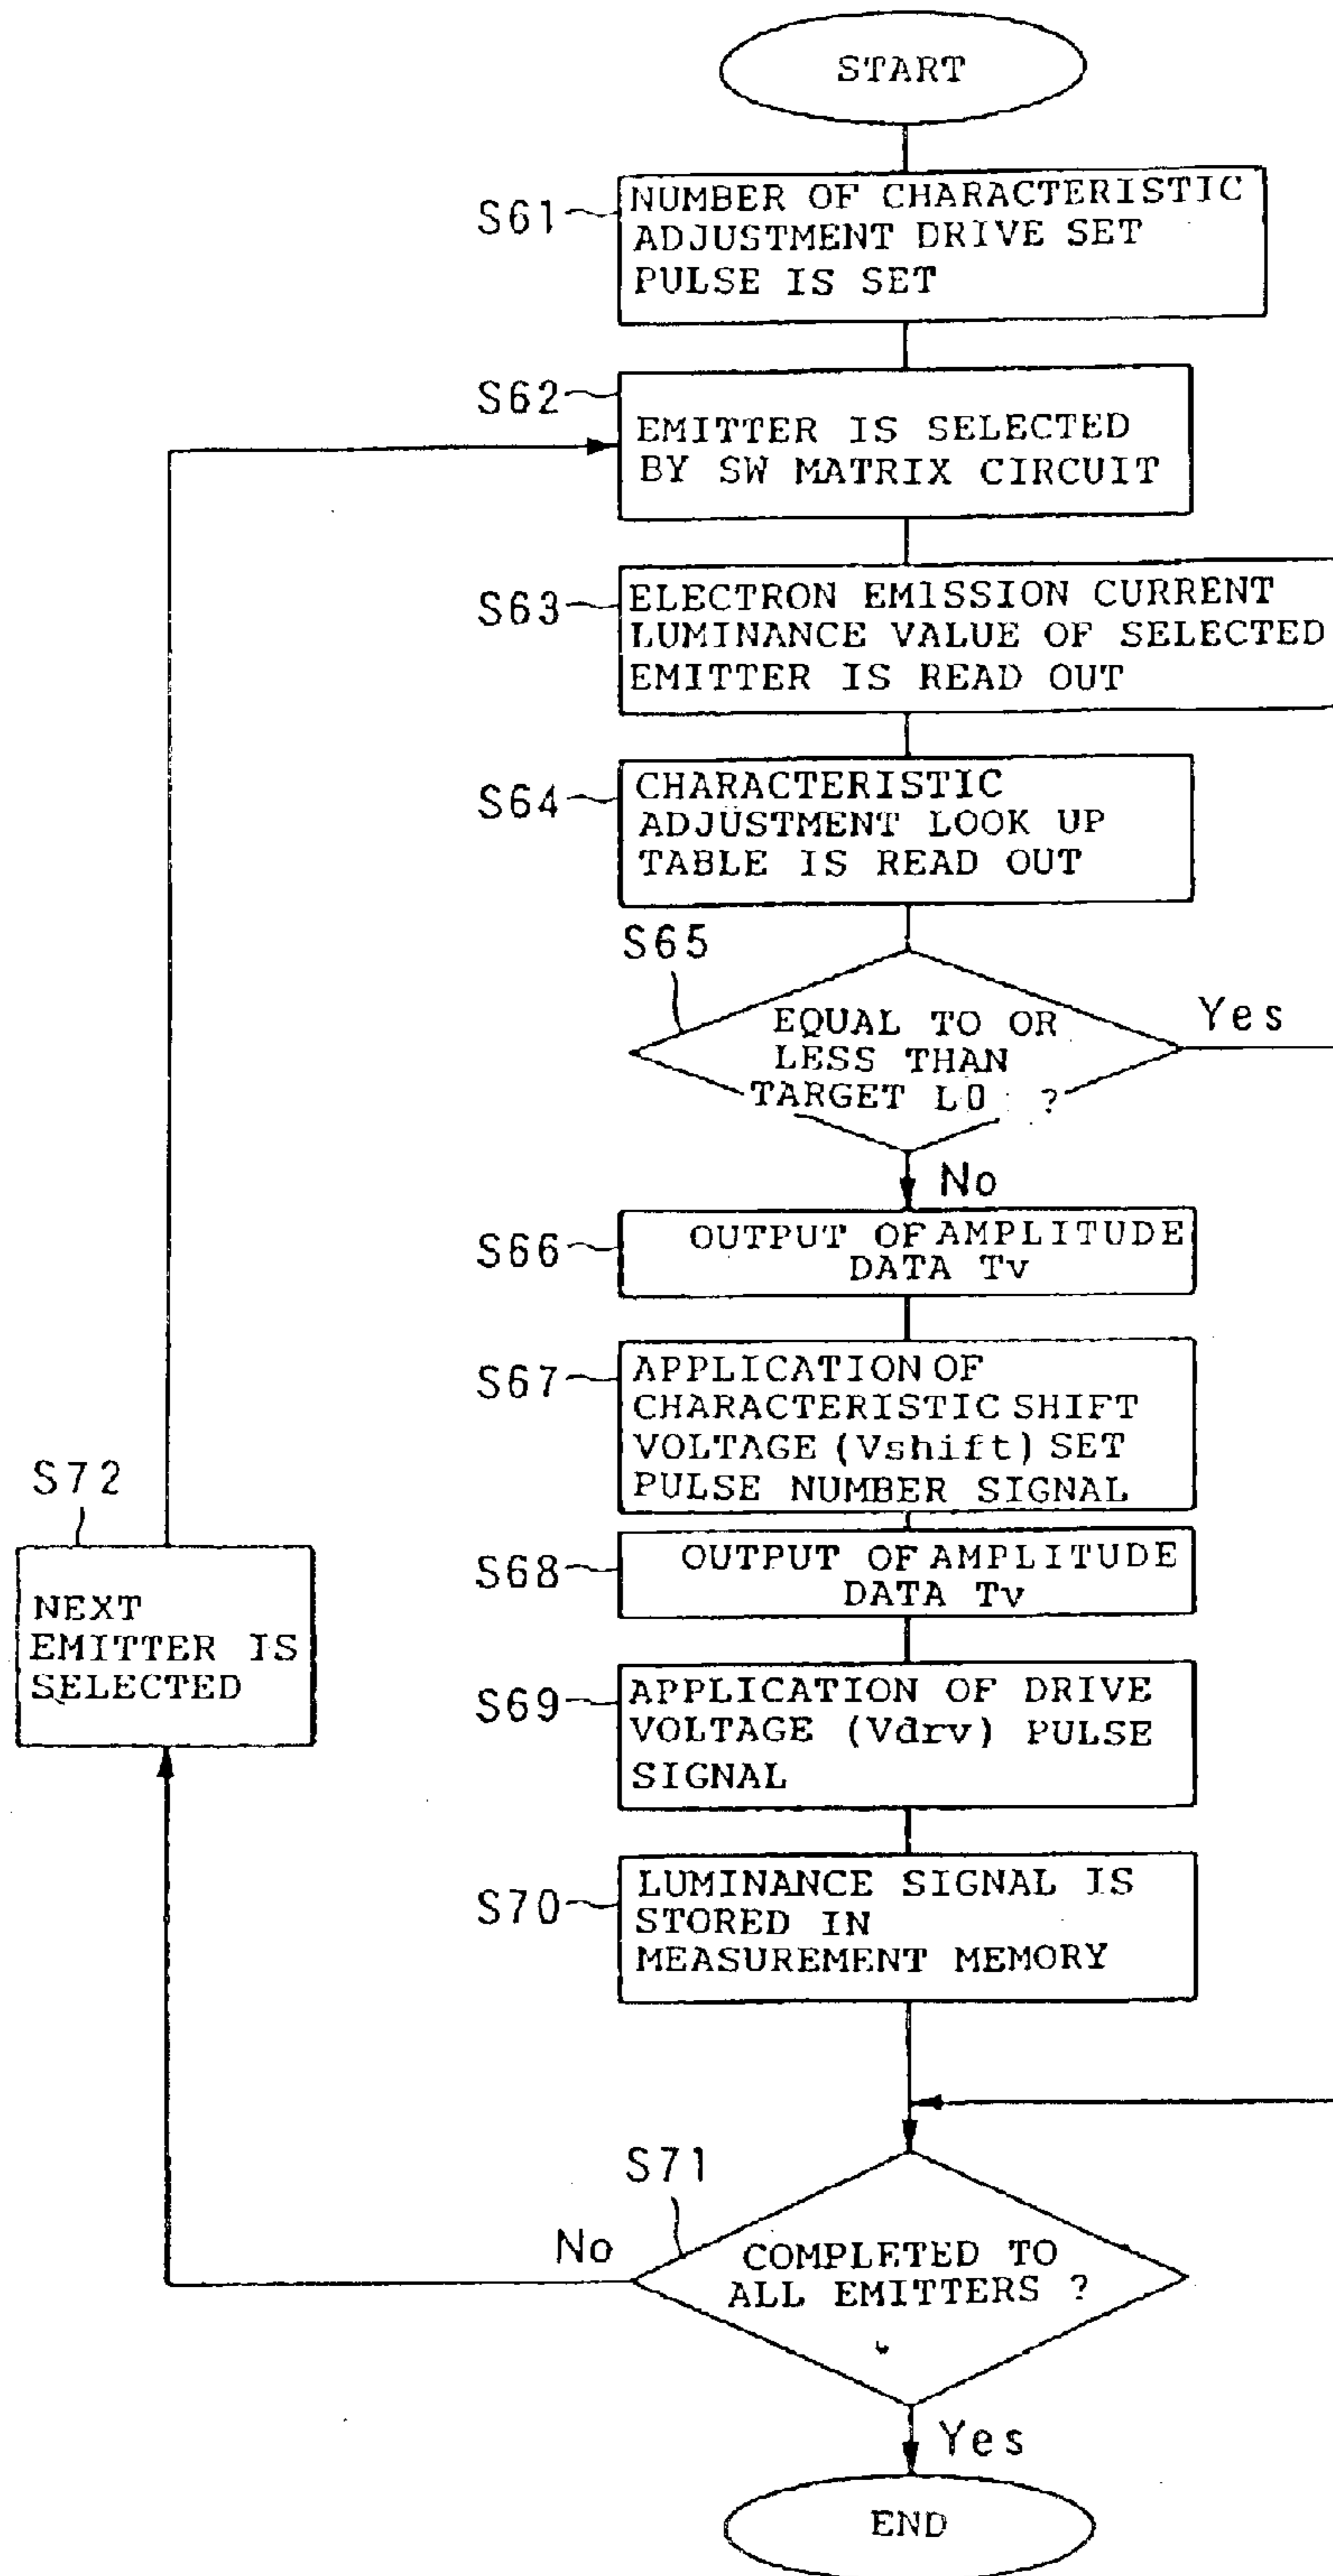 START
S61
NUMBER OF CHARACTERISTIC
ADJUSTMENT DRIVE SET
PULSE IS SET
S62
EMITTER IS SELECTED
BY SW MATRIX CIRCUIT
S63
ELECTRON EMISSION CURRENT
LUMINANCE VALUE OF SELECTED
EMITTER IS READ OUT
S64
CHARACTERISTIC
ADJUSTMENT LOOK UP
TABLE IS READ OUT
S65
EQUAL TO OR
LESS THAN
TARGET L0 ?
Yes
No
S66
OUTPUT OF AMPLITUDE
DATA Tv
S67
APPLICATION OF
CHARACTERISTIC SHIFT
VOLTAGE (Vshift) SET
PULSE NUMBER SIGNAL
S68
OUTPUT OF AMPLITUDE
DATA Tv
S72
NEXT
EMITTER IS
SELECTED
S69
APPLICATION OF DRIVE
VOLTAGE (Vdrv) PULSE
SIGNAL
S70
LUMINANCE SIGNAL IS
STORED IN
MEASUREMENT MEMORY
S71
No
COMPLETED TO
ALL EMITTERS ?
Yes
END